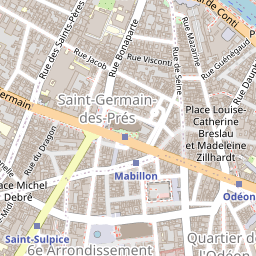 Rue des Saints-Pères
Rue Bonaparte
Rue Jacob
Rue Visconti
Rue de Seine
Rue Mazarine
Rue Guénégaud
de Conti
Rue Dauph
Germain
Saint-Germain-
des-Prés
Place Louise-
Catherine
Breslau
et Madeleine
Zillhardt
Rue du Dragon
Mabillon
Place Michel
Debré
Odéon
Saint-Sulpice
6e Arrondissement
Quartier de
l'Odéon